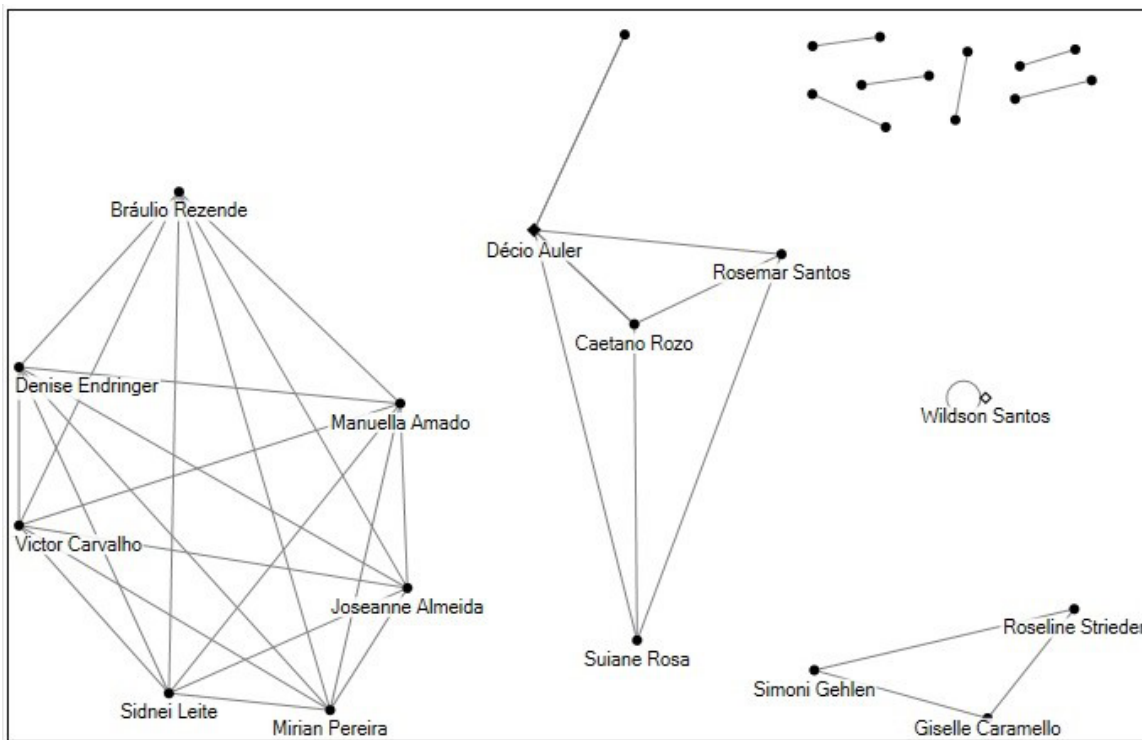 Bráulio Rezende
Décio Auler
Rosemar Santos
Caetano Rozo
Denise Endringer
Manuella Amado
Wildson Santos
Victor Carvalho
Joseanne Almeida
Roseline Strieder
Suiane Rosa
Simoni Gehlen
Sidnei Leite
Mirian Pereira
Giselle Caramello